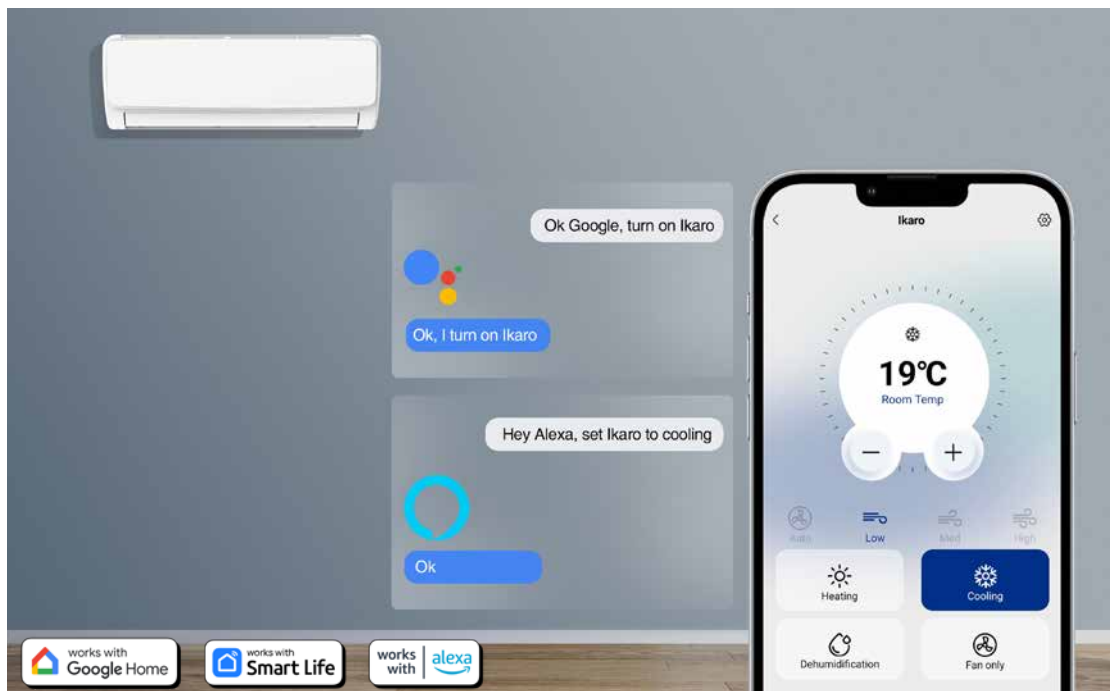 Ok Google, turn on Ikaro
Ok, I turn on Ikaro
Hey Alexa, set Ikaro to cooling
Ok
Ikaro
19°C
Room Temp
Auto
Low
Med
High
Heating
Cooling
Dehumidification
Fan only
works with
Google Home
works with
Smart Life
works
with
alexa